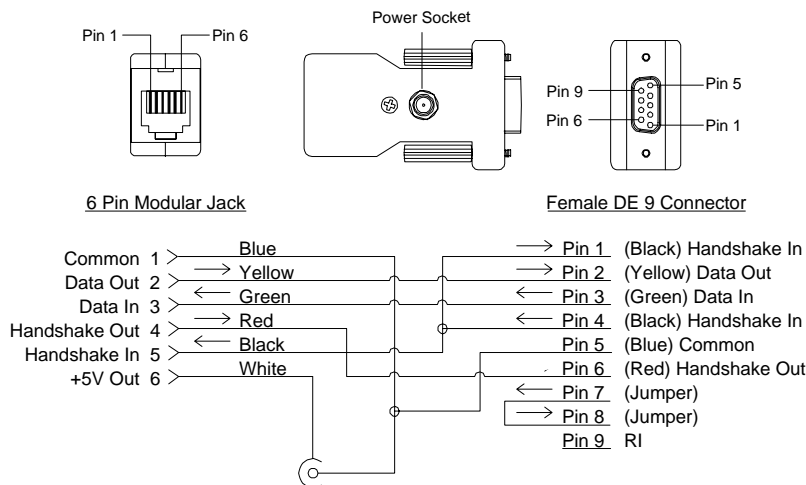 Power Socket
Pin 1 Pin 6
Pin 9 Pin 5
Pin 6 Pin 1
6 Pin Modular Jack Female DE 9 Connector
Common 1 Blue Pin 1 (Black) Handshake In
Data Out 2 Yellow Pin 2 (Yellow) Data Out
Data In 3 Green Pin 3 (Green) Data In
Handshake Out 4 Red Pin 4 (Black) Handshake In
Handshake In 5 Black Pin 5 (Blue) Common
+5V Out 6 White Pin 6 (Red) Handshake Out
Pin 7 (Jumper)
Pin 8 (Jumper)
Pin 9 RI